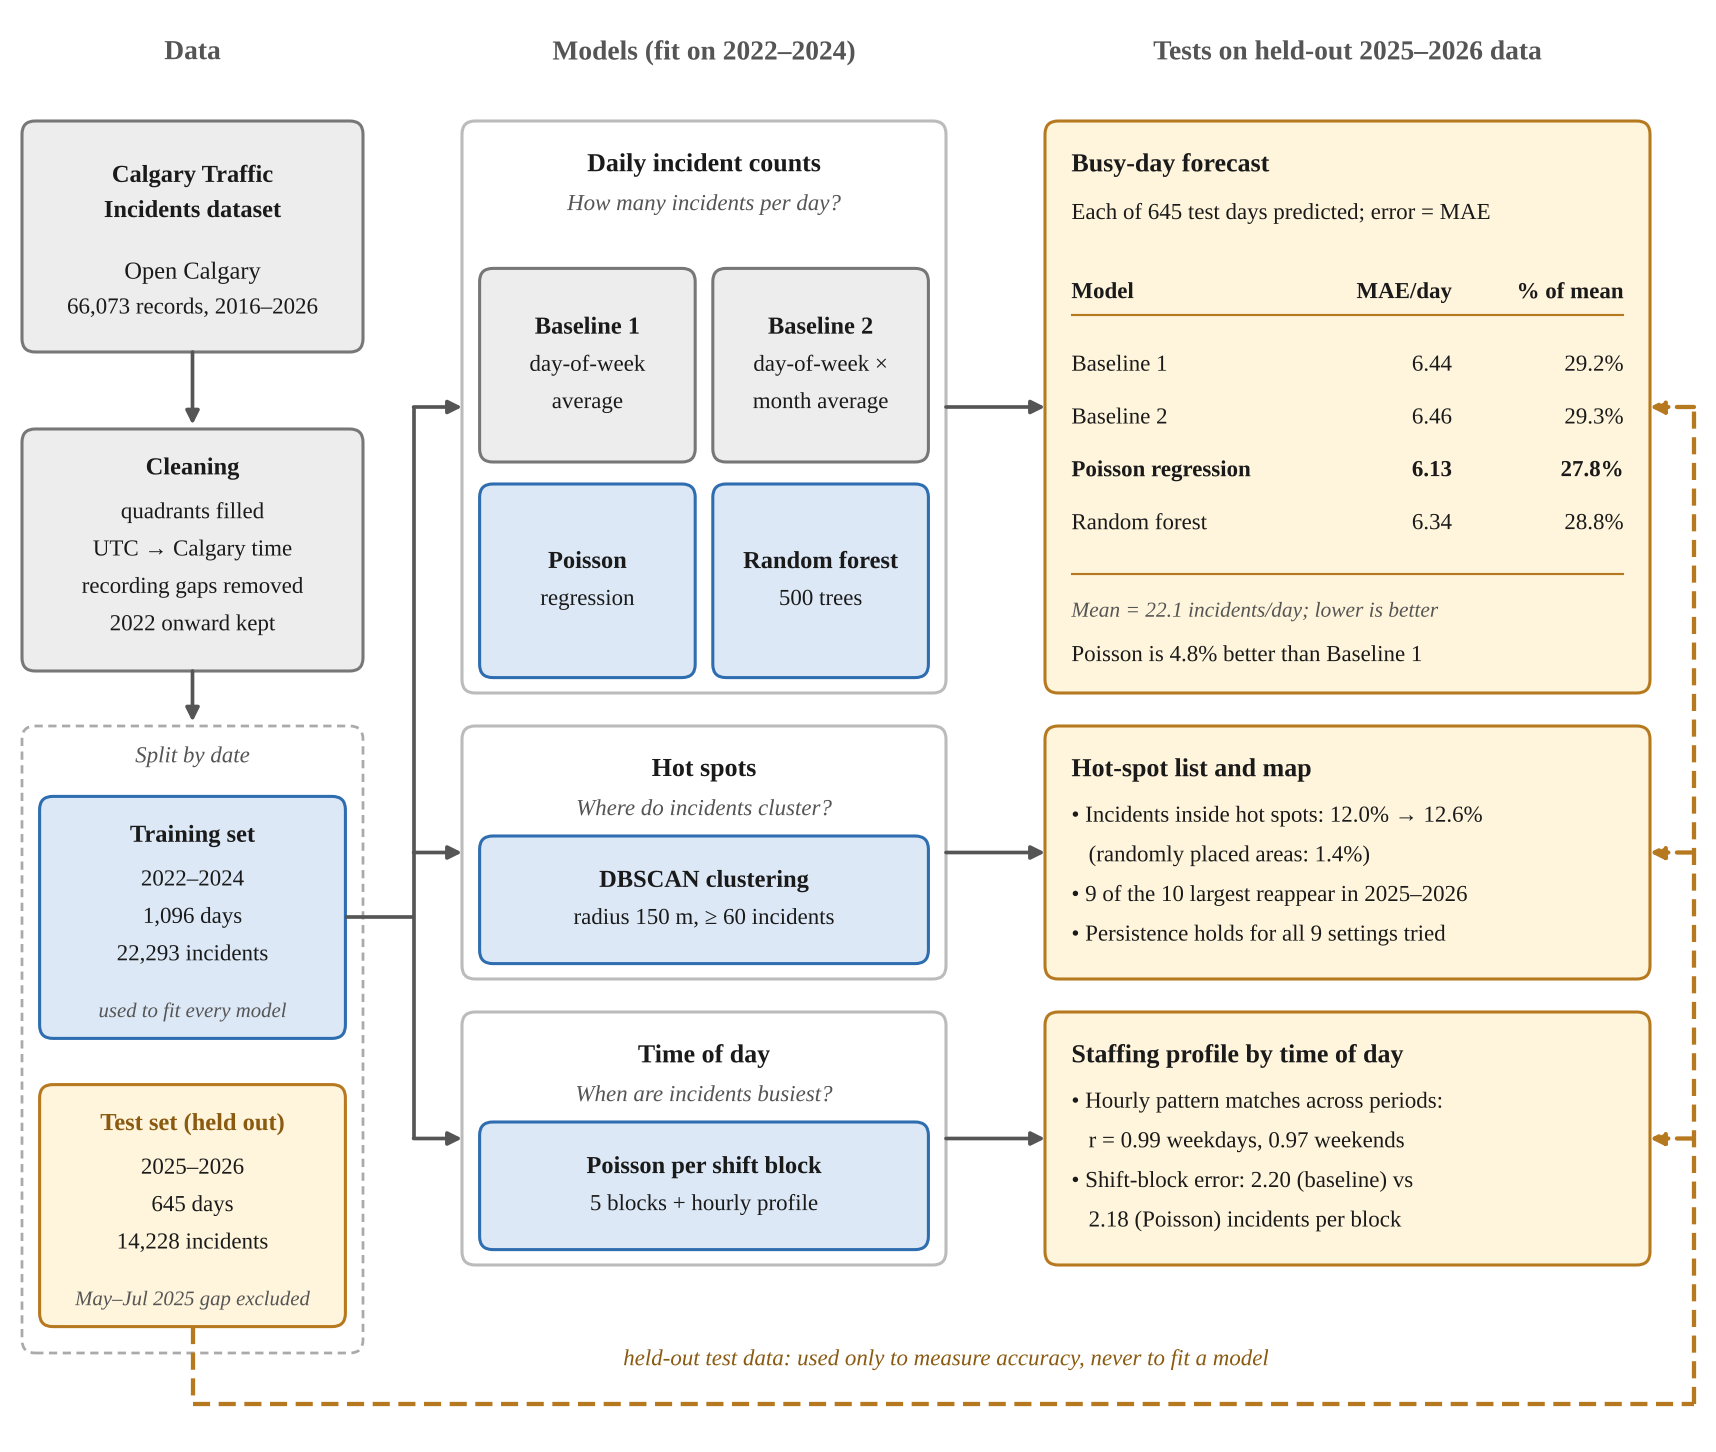 Data
Models (fit on 2022–2024)
Tests on held-out 2025–2026 data
Calgary Traffic
Incidents dataset
Open Calgary
66,073 records, 2016–2026
Cleaning
quadrants filled
UTC → Calgary time
recording gaps removed
2022 onward kept
Split by date
Training set
2022–2024
1,096 days
22,293 incidents
used to fit every model
Test set (held out)
2025–2026
645 days
14,228 incidents
May–Jul 2025 gap excluded
Daily incident counts
How many incidents per day?
Baseline 1
day-of-week
average
Baseline 2
day-of-week ×
month average
Poisson
regression
Random forest
500 trees
Hot spots
Where do incidents cluster?
DBSCAN clustering
radius 150 m, ≥ 60 incidents
Time of day
When are incidents busiest?
Poisson per shift block
5 blocks + hourly profile
Busy-day forecast
Each of 645 test days predicted; error = MAE
Model MAE/day % of mean
Baseline 1 6.44 29.2%
Baseline 2 6.46 29.3%
Poisson regression 6.13 27.8%
Random forest 6.34 28.8%
Mean = 22.1 incidents/day; lower is better
Poisson is 4.8% better than Baseline 1
Hot-spot list and map
• Incidents inside hot spots: 12.0% → 12.6%
(randomly placed areas: 1.4%)
• 9 of the 10 largest reappear in 2025–2026
• Persistence holds for all 9 settings tried
Staffing profile by time of day
• Hourly pattern matches across periods:
r = 0.99 weekdays, 0.97 weekends
• Shift-block error: 2.20 (baseline) vs
2.18 (Poisson) incidents per block
held-out test data: used only to measure accuracy, never to fit a model